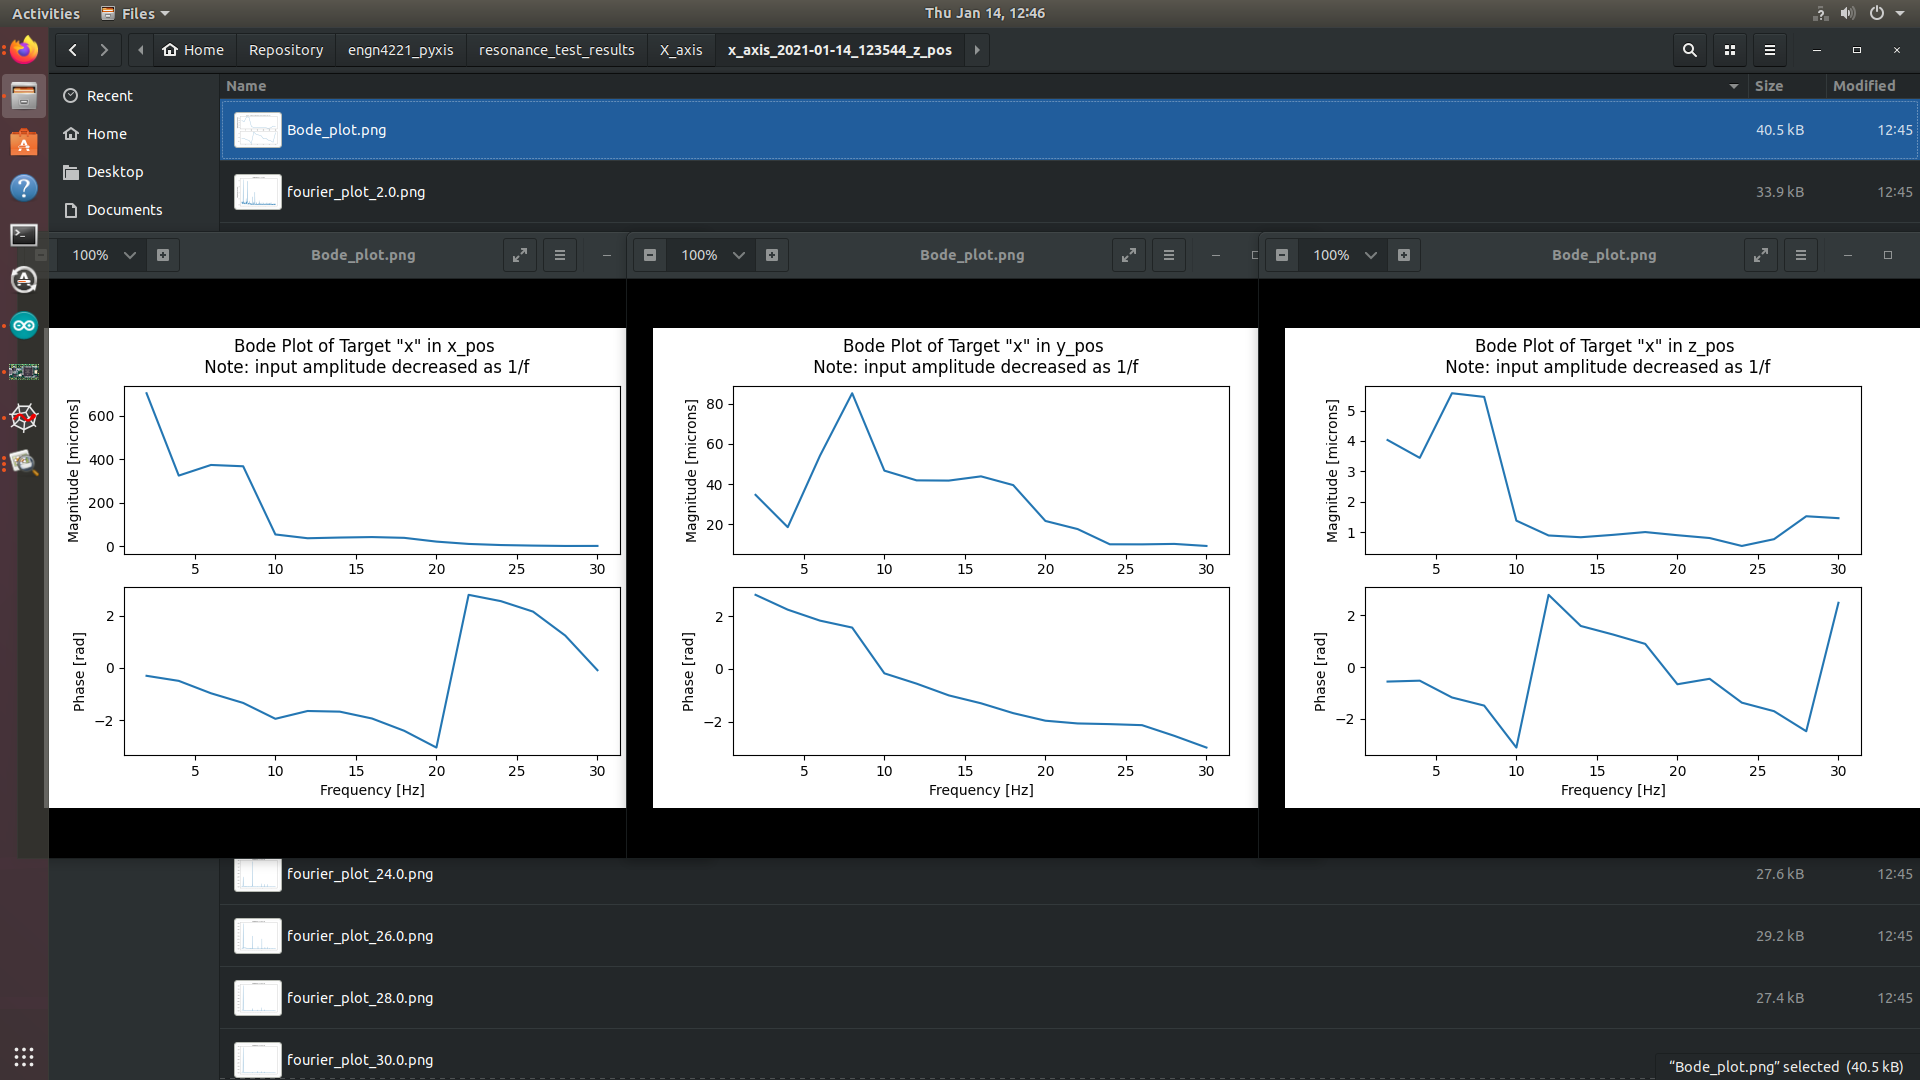 Activities Files Thu Jan 14, 12:46
Home Repository engn4221_pyxis resonance_test_results X_axis x_axis_2021-01-14_123544_z_pos
Name Size Modified
Recent
Home
Desktop
Documents
Bode_plot.png 40.5 kB 12:45
fourier_plot_2.0.png 33.9 kB 12:45
100% Bode_plot.png
Bode Plot of Target "x" in x_pos
Note: input amplitude decreased as 1/f
Magnitude [microns]
600
400
200
0
5 10 15 20 25 30
Phase [rad]
2
0
−2
5 10 15 20 25 30
Frequency [Hz]
100% Bode_plot.png
Bode Plot of Target "x" in y_pos
Note: input amplitude decreased as 1/f
Magnitude [microns]
80
60
40
20
5 10 15 20 25 30
Phase [rad]
2
0
−2
5 10 15 20 25 30
Frequency [Hz]
100% Bode_plot.png
Bode Plot of Target "x" in z_pos
Note: input amplitude decreased as 1/f
Magnitude [microns]
5
4
3
2
1
5 10 15 20 25 30
Phase [rad]
2
0
−2
5 10 15 20 25 30
Frequency [Hz]
fourier_plot_24.0.png 27.6 kB 12:45
fourier_plot_26.0.png 29.2 kB 12:45
fourier_plot_28.0.png 27.4 kB 12:45
fourier_plot_30.0.png
“Bode_plot.png” selected (40.5 kB)